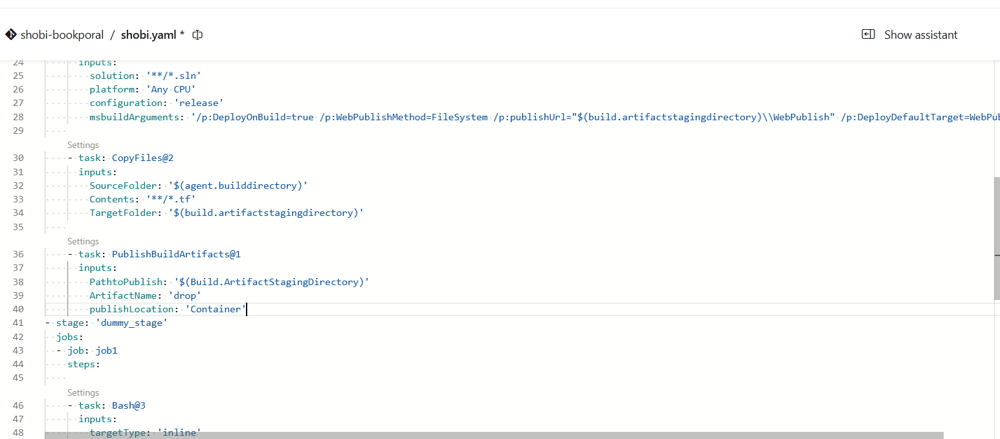 shobi-bookporal / shobi.yaml *
Show assistant
24 inputs:
25 solution: '**/*.sln'
26 platform: 'Any CPU'
27 configuration: 'release'
28 msbuildArguments: '/p:DeployOnBuild=true /p:WebPublishMethod=FileSystem /p:publishUrl="$(build.artifactstagingdirectory)\\WebPublish" /p:DeployDefaultTarget=WebPub
29
Settings
30 - task: CopyFiles@2
31 inputs:
32 SourceFolder: '$(agent.builddirectory)'
33 Contents: '**/*.tf'
34 TargetFolder: '$(build.artifactstagingdirectory)'
35
Settings
36 - task: PublishBuildArtifacts@1
37 inputs:
38 PathtoPublish: '$(Build.ArtifactStagingDirectory)'
39 ArtifactName: 'drop'
40 publishLocation: 'Container'
41 - stage: 'dummy_stage'
42 jobs:
43 - job: job1
44 steps:
45
Settings
46 - task: Bash@3
47 inputs:
48 targetType: 'inline'